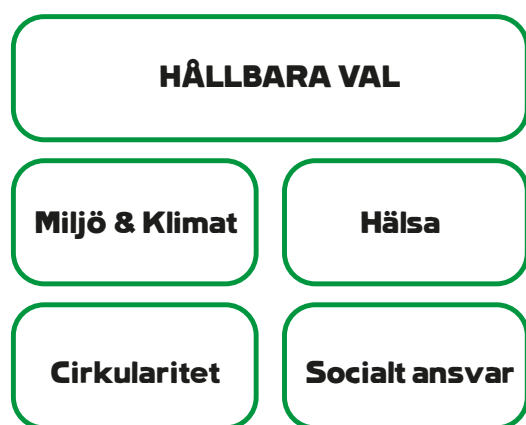 HÅLLBARA VAL
Miljö & Klimat
Hälsa
Cirkularitet
Socialt ansvar